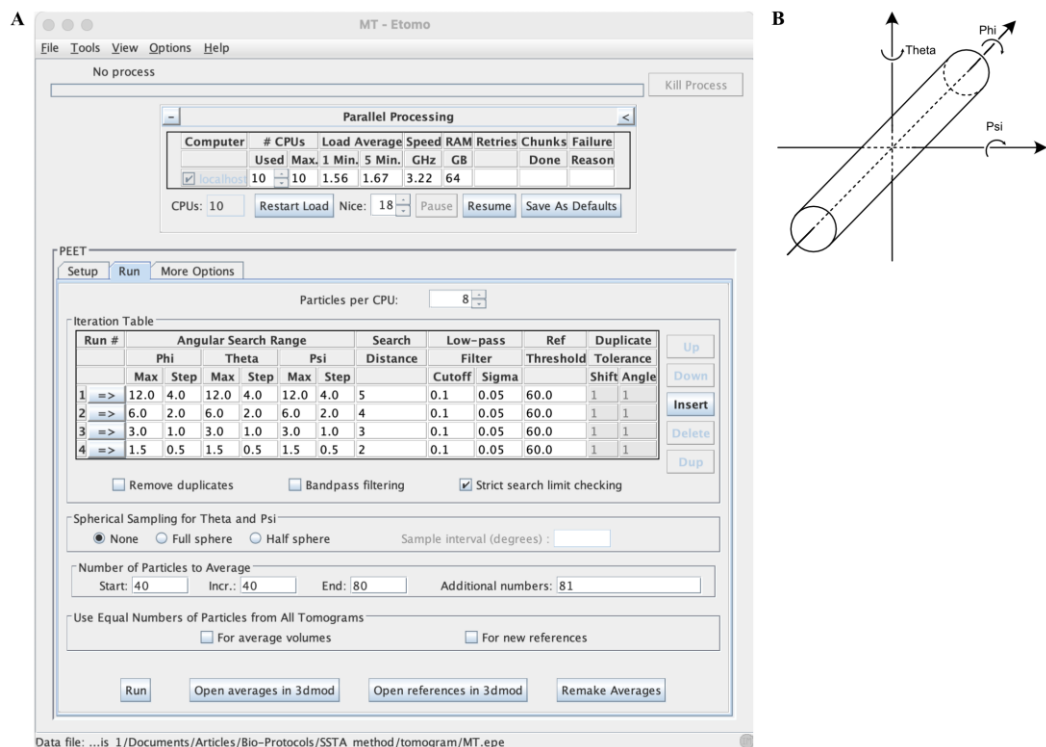 A
MT - Etomo
File Tools View Options Help
No process
Kill Process
- Parallel Processing <
Computer # CPUs Load Average Speed RAM Retries Chunks Failure
Used Max. 1 Min. 5 Min. GHz GB Done Reason
localhost 10 10 1.56 1.67 3.22 64
CPUs: 10 Restart Load Nice: 18 Pause Resume Save As Defaults
PEET
Setup Run More Options
Particles per CPU: 8
Iteration Table
Run # Angular Search Range Search Low-pass Ref Duplicate
Phi Theta Psi Distance Filter Threshold Tolerance
Max Step Max Step Max Step Cutoff Sigma Shift Angle
1 => 12.0 4.0 12.0 4.0 12.0 4.0 5 0.1 0.05 60.0 1 1
2 => 6.0 2.0 6.0 2.0 6.0 2.0 4 0.1 0.05 60.0 1 1
3 => 3.0 1.0 3.0 1.0 3.0 1.0 3 0.1 0.05 60.0 1 1
4 => 1.5 0.5 1.5 0.5 1.5 0.5 2 0.1 0.05 60.0 1 1
Up
Down
Insert
Delete
Dup
Remove duplicates Bandpass filtering Strict search limit checking
Spherical Sampling for Theta and Psi
None Full sphere Half sphere Sample interval (degrees) :
Number of Particles to Average
Start: 40 Incr.: 40 End: 80 Additional numbers: 81
Use Equal Numbers of Particles from All Tomograms
For average volumes For new references
Run Open averages in 3dmod Open references in 3dmod Remake Averages
Data file: ...is_1/Documents/Articles/Bio-Protocols/SSTA_method/tomogram/MT.epe
B
Phi
Theta
Psi